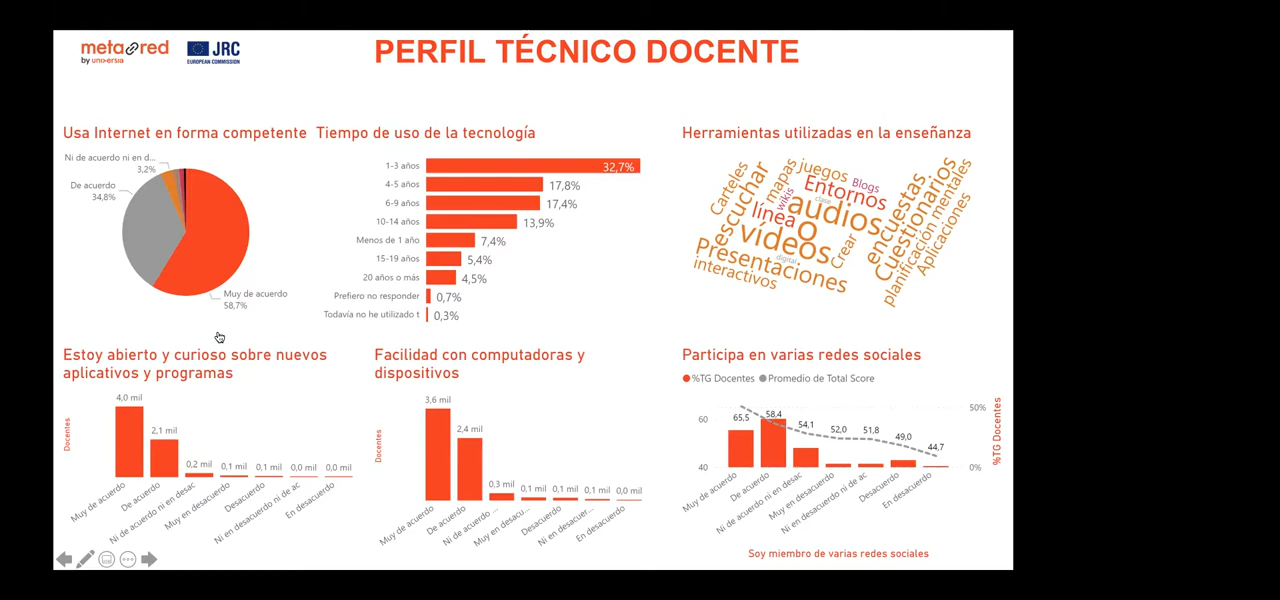 metared
by universia
JRC
EUROPEAN COMMISSION
PERFIL TÉCNICO DOCENTE
Usa Internet en forma competente
Ni de acuerdo ni en d...
3,2%
De acuerdo
34,8%
Muy de acuerdo
58,7%
Tiempo de uso de la tecnología
1-3 años 32,7%
4-5 años 17,8%
6-9 años 17,4%
10-14 años 13,9%
Menos de 1 año 7,4%
15-19 años 5,4%
20 años o más 4,5%
Prefiero no responder 0,7%
Todavía no he utilizado t 0,3%
Herramientas utilizadas en la enseñanza
Carteles
escuchar
mapas
wikis
juegos
Blogs
Entornos
clase
línea
audios
o
vídeos
digital
Crear
Presentaciones
interactivos
encuestas
Cuestionarios
planificación mentales
Aplicaciones
Estoy abierto y curioso sobre nuevos
aplicativos y programas
Docentes
4,0 mil
2,1 mil
0,2 mil
0,1 mil
0,1 mil
0,0 mil
0,0 mil
Muy de acuerdo
De acuerdo
Ni de acuerdo ni en desac
Muy en desacuerdo
Desacuerdo
Ni en desacuerdo ni de ac
En desacuerdo
Facilidad con computadoras y
dispositivos
Docentes
3,6 mil
2,4 mil
0,3 mil
0,1 mil
0,1 mil
0,1 mil
0,0 mil
Muy de acuerdo
De acuerdo
Ni de acuerdo ...
Muy en desacu...
Desacuerdo
Ni en desacuer...
En desacuerdo
Participa en varias redes sociales
%TG Docentes Promedio de Total Score
60
40
65,5
58,4
54,1
52,0
51,8
49,0
44,7
50%
0%
%TG Docentes
Muy de acuerdo
De acuerdo
Ni de acuerdo ni en desac
Muy en desacuerdo
Ni en desacuerdo ni de ac
Desacuerdo
En desacuerdo
Soy miembro de varias redes sociales